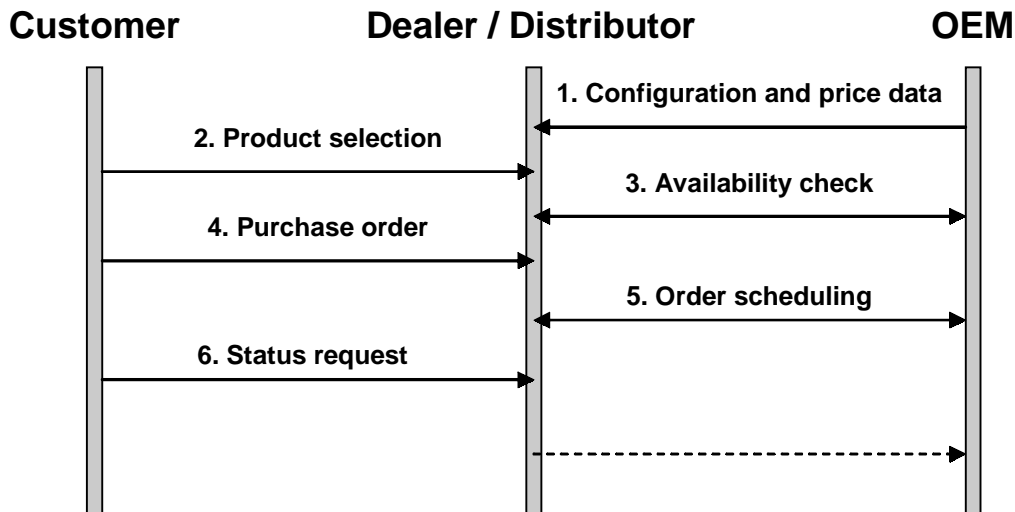 Customer
Dealer / Distributor
OEM
1. Configuration and price data
2. Product selection
3. Availability check
4. Purchase order
5. Order scheduling
6. Status request